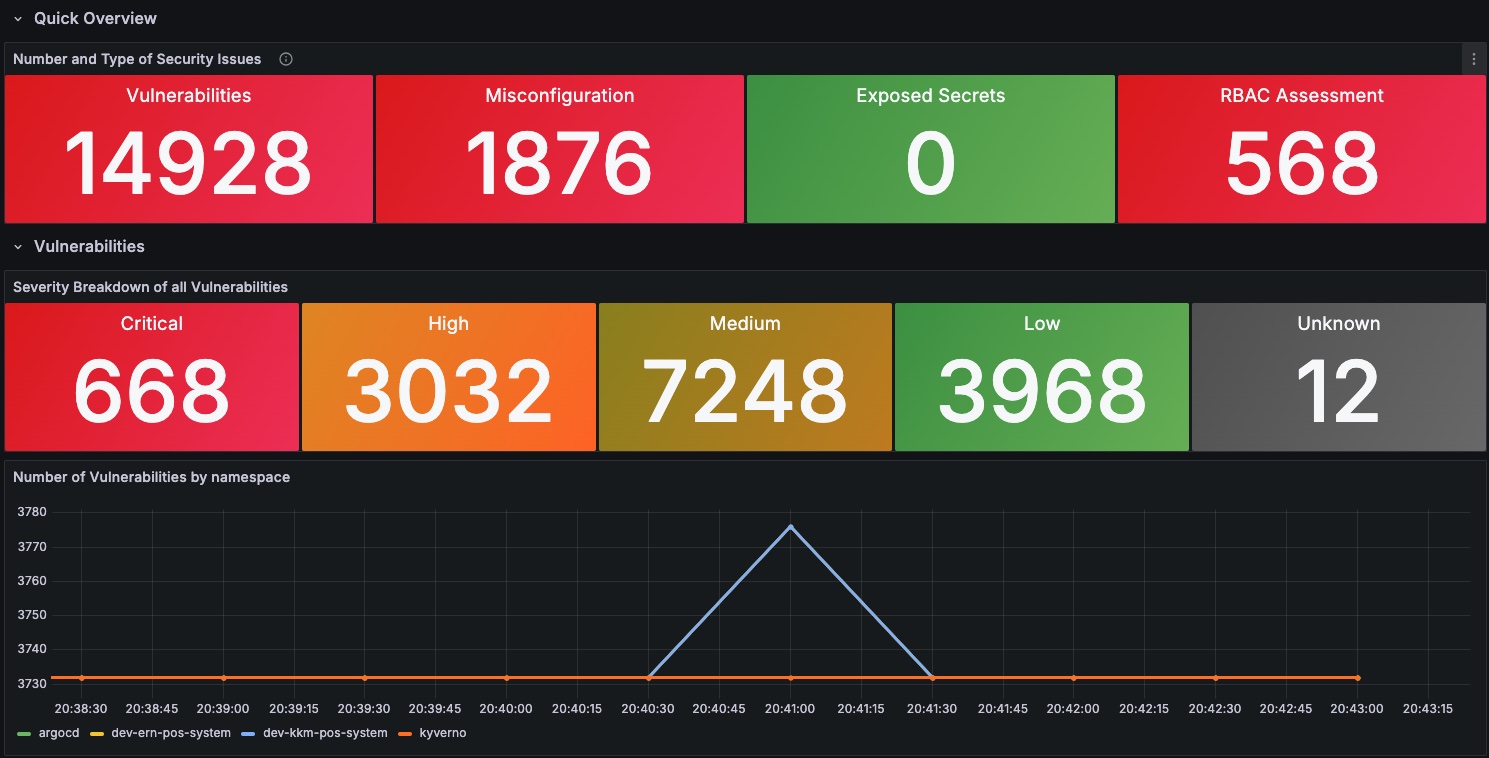 Quick Overview
Number and Type of Security Issues
Vulnerabilities Misconfiguration Exposed Secrets RBAC Assessment
14928 1876 0 568
Vulnerabilities
Severity Breakdown of all Vulnerabilities
Critical High Medium Low Unknown
668 3032 7248 3968 12
Number of Vulnerabilities by namespace
3780
3770
3760
3750
3740
3730
20:38:30 20:38:45 20:39:00 20:39:15 20:39:30 20:39:45 20:40:00 20:40:15 20:40:30 20:40:45 20:41:00 20:41:15 20:41:30 20:41:45 20:42:00 20:42:15 20:42:30 20:42:45 20:43:00 20:43:15
argocd dev-ern-pos-system dev-kkm-pos-system kyverno